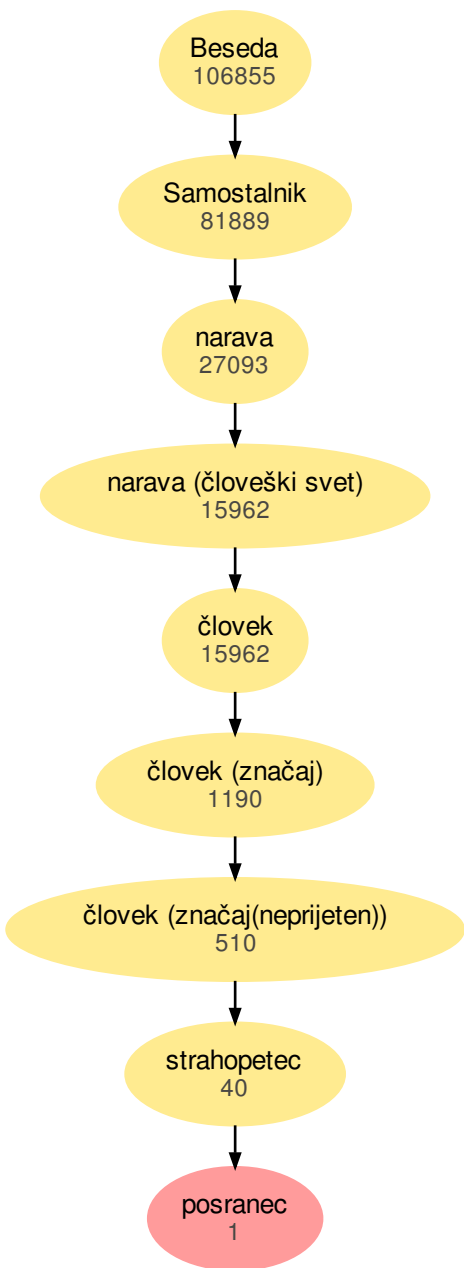 Beseda
106855
Samostalnik
81889
narava
27093
narava (človeški svet)
15962
človek
15962
človek (značaj)
1190
človek (značaj(neprijeten))
510
strahopetec
40
posranec
1